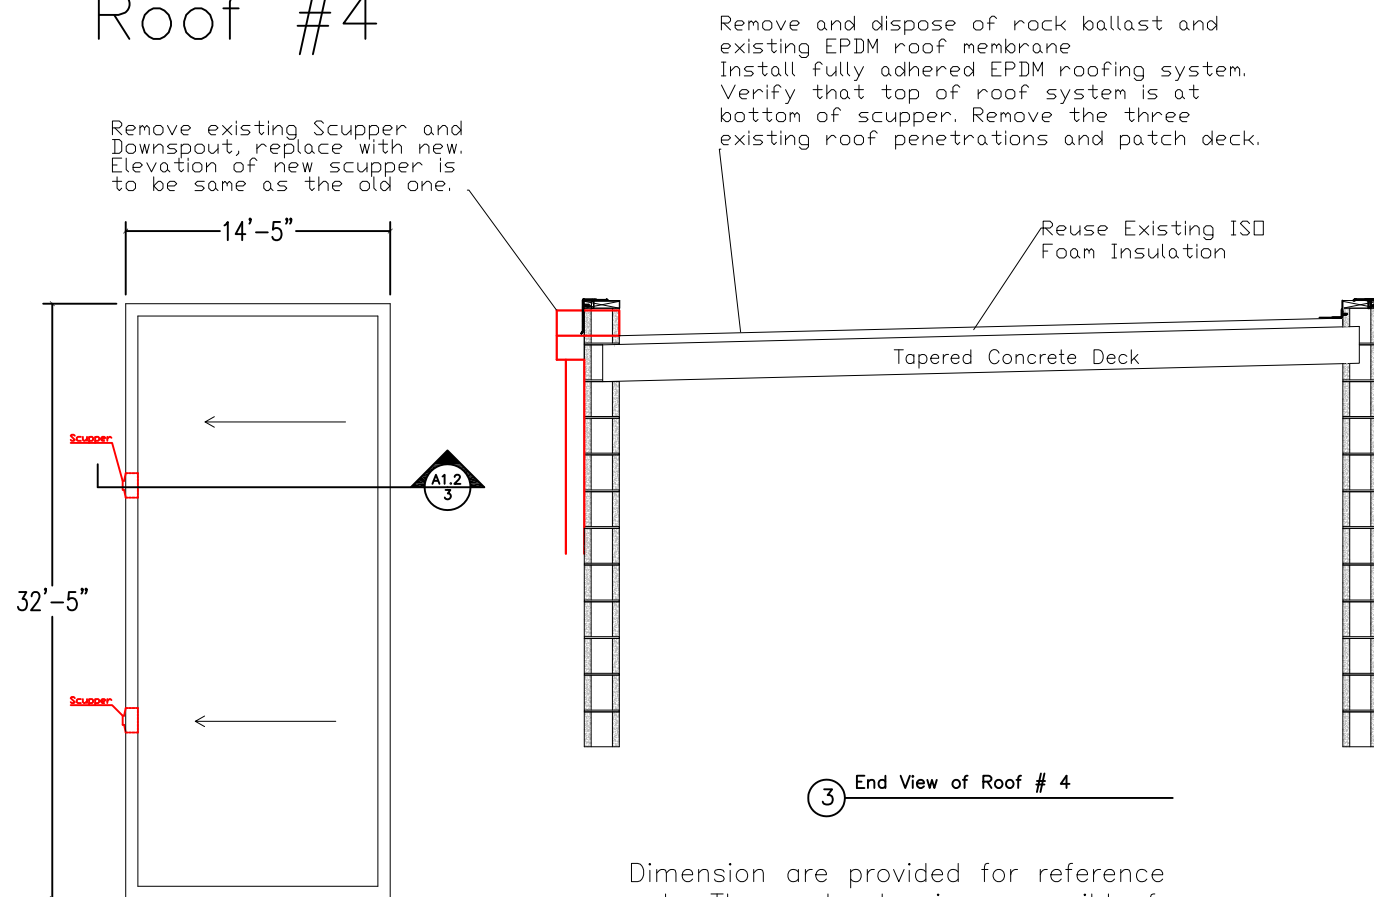 Roof #4
Remove and dispose of rock ballast and
existing EPDM roof membrane
Install fully adhered EPDM roofing system.
Verify that top of roof system is at
bottom of scupper. Remove the three
existing roof penetrations and patch deck.
Remove existing Scupper and
Downspout, replace with new.
Elevation of new scupper is
to be same as the old one.
14'-5"
Reuse Existing ISO
Foam Insulation
Tapered Concrete Deck
Scupper
A1.2
3
32'-5"
Scupper
3 End View of Roof # 4
Dimension are provided for reference